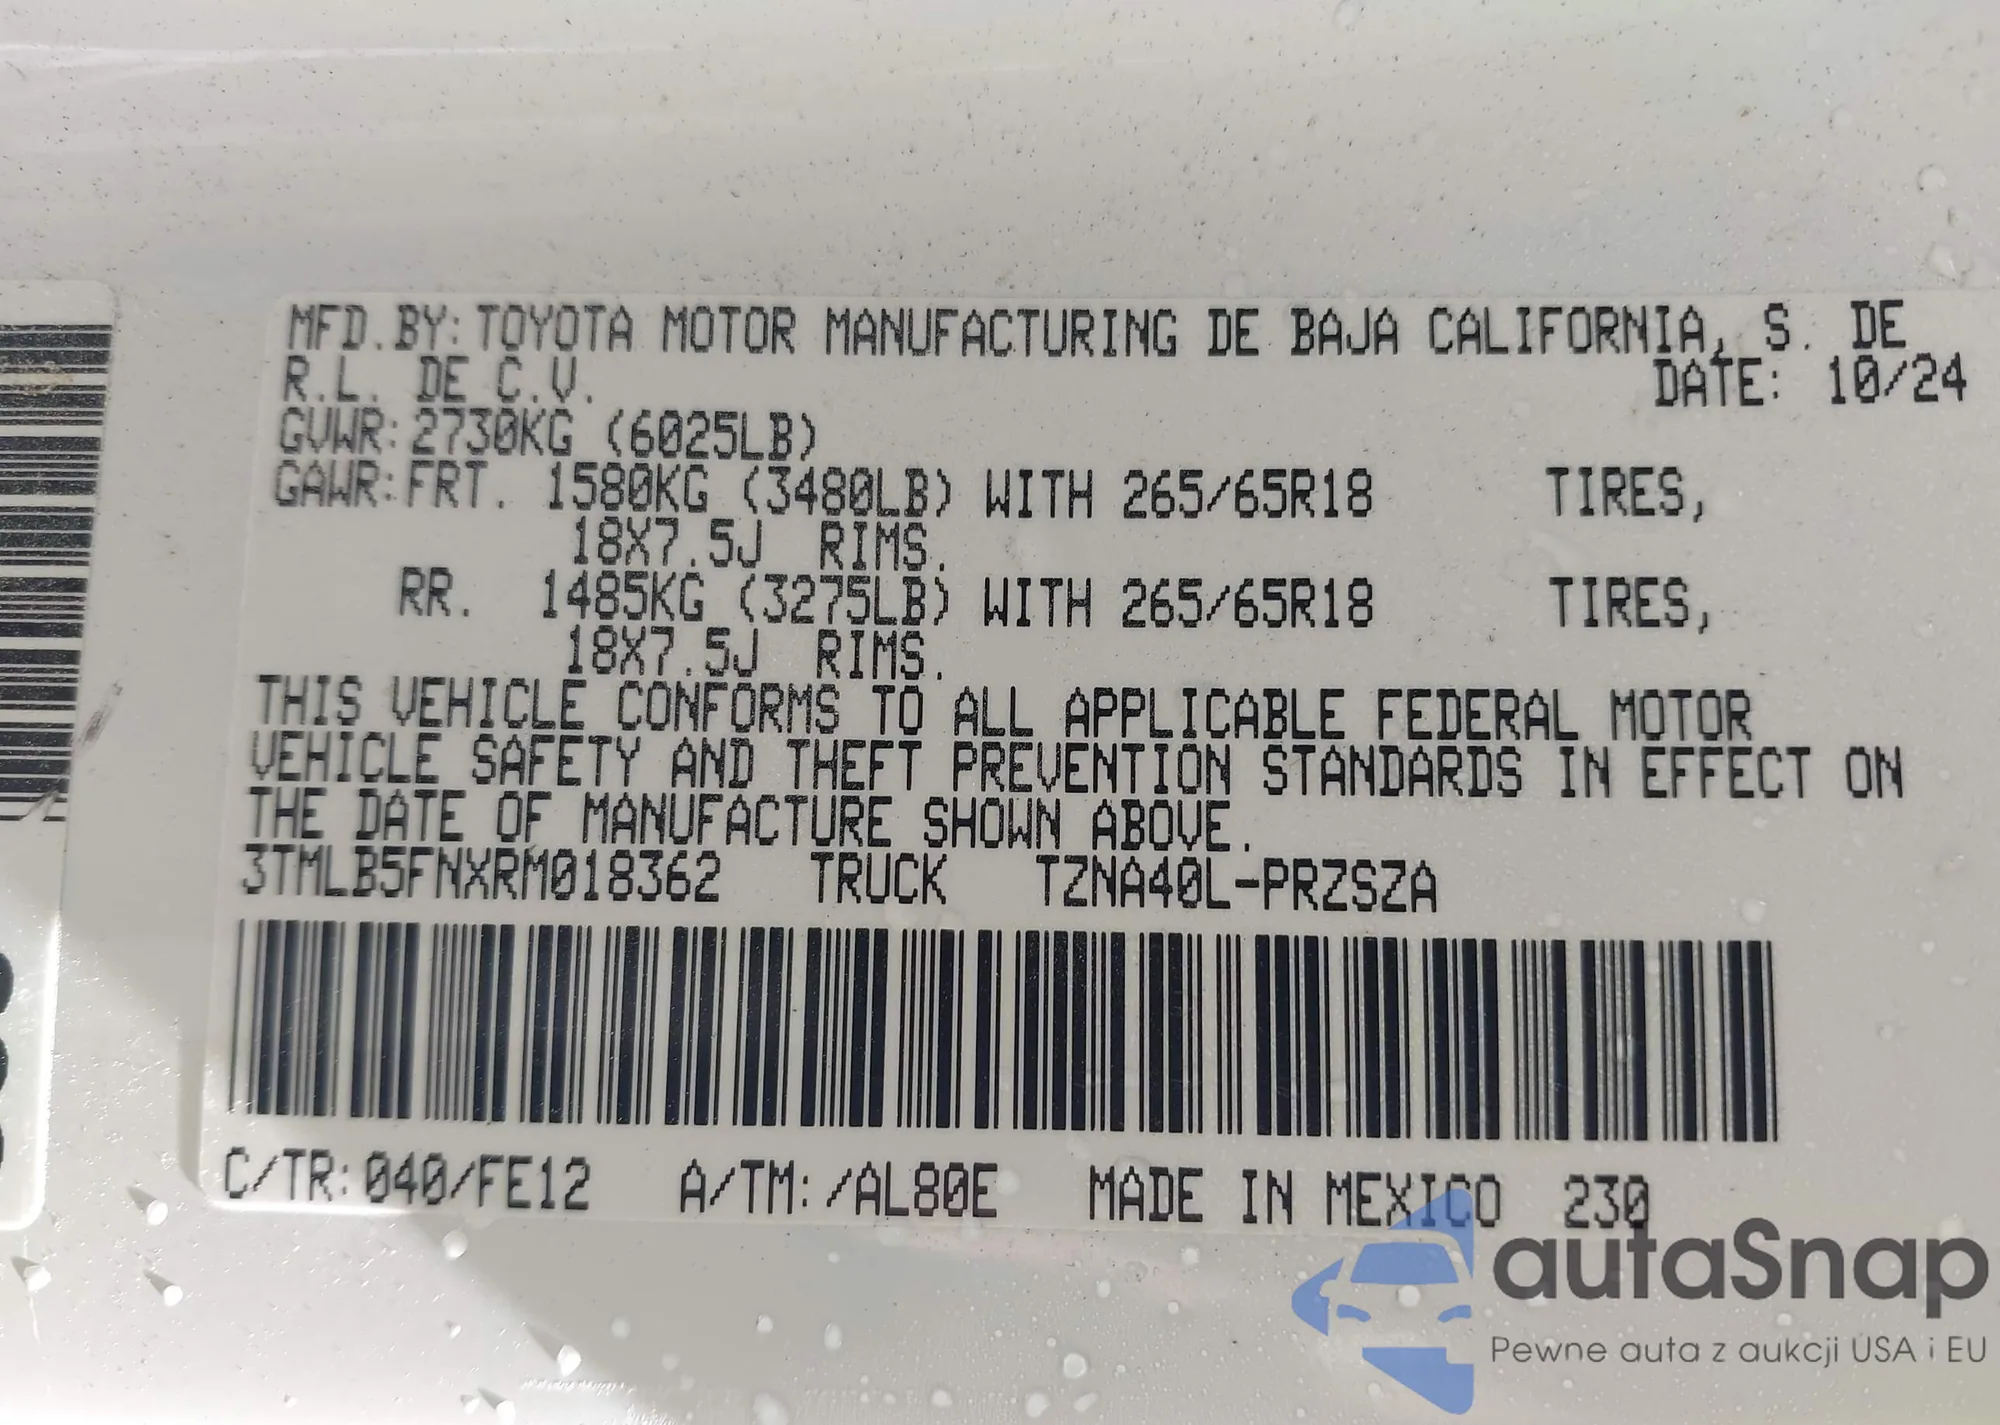 MFD.BY:TOYOTA MOTOR MANUFACTURING DE BAJA CALIFORNIA, S. DE
R.L. DE C.V. DATE: 10/24
GVWR:2730KG (6025LB)
GAWR:FRT. 1580KG (3480LB) WITH 265/65R18 TIRES,
18X7.5J RIMS.
RR. 1485KG (3275LB) WITH 265/65R18 TIRES,
18X7.5J RIMS.
THIS VEHICLE CONFORMS TO ALL APPLICABLE FEDERAL MOTOR
VEHICLE SAFETY AND THEFT PREVENTION STANDARDS IN EFFECT ON
THE DATE OF MANUFACTURE SHOWN ABOVE.
3TMLB5FNXRM018362 TRUCK TZNA40L-PRZSZA
C/TR:040/FE12 A/TM:/AL80E MADE IN MEXICO 230
autaSnap
Pewne auta z aukcji USA i EU